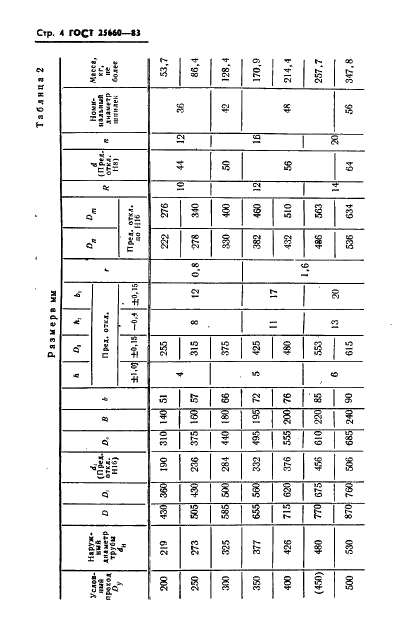 Стр. 4 ГОСТ 25660—83
Таблица 2
Размеры мм
Условный проход Dу | Наружный диаметр трубы dн | D | D₁ | d₁ (Пред. откл. H16) | D₀ | B | b | h | D₂ | h₁ | b₁ | r | Dп | Dт | R | d (Пред. откл. H8) | n | Номинальный диаметр шпилек | Масса, кг, не более
Пред. откл. | Пред. откл. по H16
±1,0 | ±0,15 | −0,4 | ±0,15
200 | 219 | 430 | 360 | 190 | 310 | 140 | 51 | 4 | 255 | 8 | 12 | 0,8 | 222 | 276 | 10 | 44 | 12 | 36 | 53,7
250 | 273 | 505 | 430 | 236 | 375 | 160 | 57 | 315 | 278 | 340 | 86,4
300 | 325 | 585 | 500 | 284 | 440 | 180 | 66 | 5 | 375 | 330 | 400 | 12 | 50 | 16 | 42 | 128,4
350 | 377 | 655 | 560 | 332 | 495 | 195 | 72 | 425 | 11 | 17 | 1,6 | 382 | 460 | 56 | 48 | 170,9
400 | 426 | 715 | 620 | 376 | 555 | 200 | 76 | 480 | 432 | 510 | 214,4
(450) | 480 | 770 | 675 | 456 | 610 | 220 | 85 | 6 | 553 | 13 | 20 | 486 | 563 | 14 | 20 | 257,7
500 | 530 | 870 | 760 | 506 | 685 | 240 | 90 | 615 | 536 | 634 | 64 | 56 | 347,8